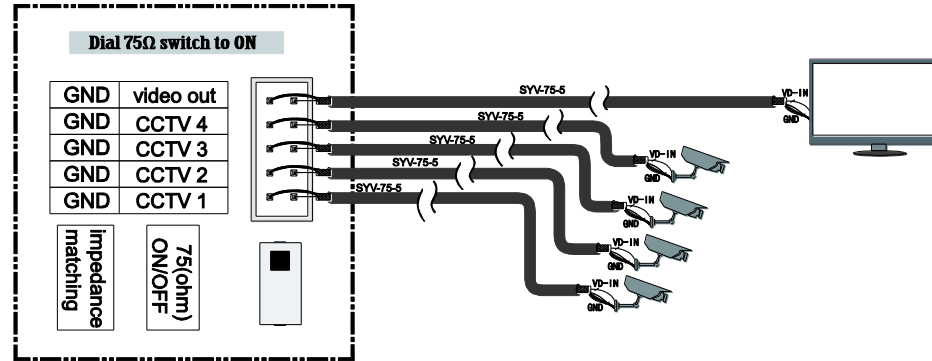 Dial 75Ω switch to ON
GND video out
GND CCTV 4
GND CCTV 3
GND CCTV 2
GND CCTV 1
impedance
matching
75(ohm)
ON/OFF
SYV-75-5
SYV-75-5
SYV-75-5
SYV-75-5
SYV-75-5
VD-IN
GND
VD-IN
GND
VD-IN
GND
VD-IN
GND
VD-IN
GND